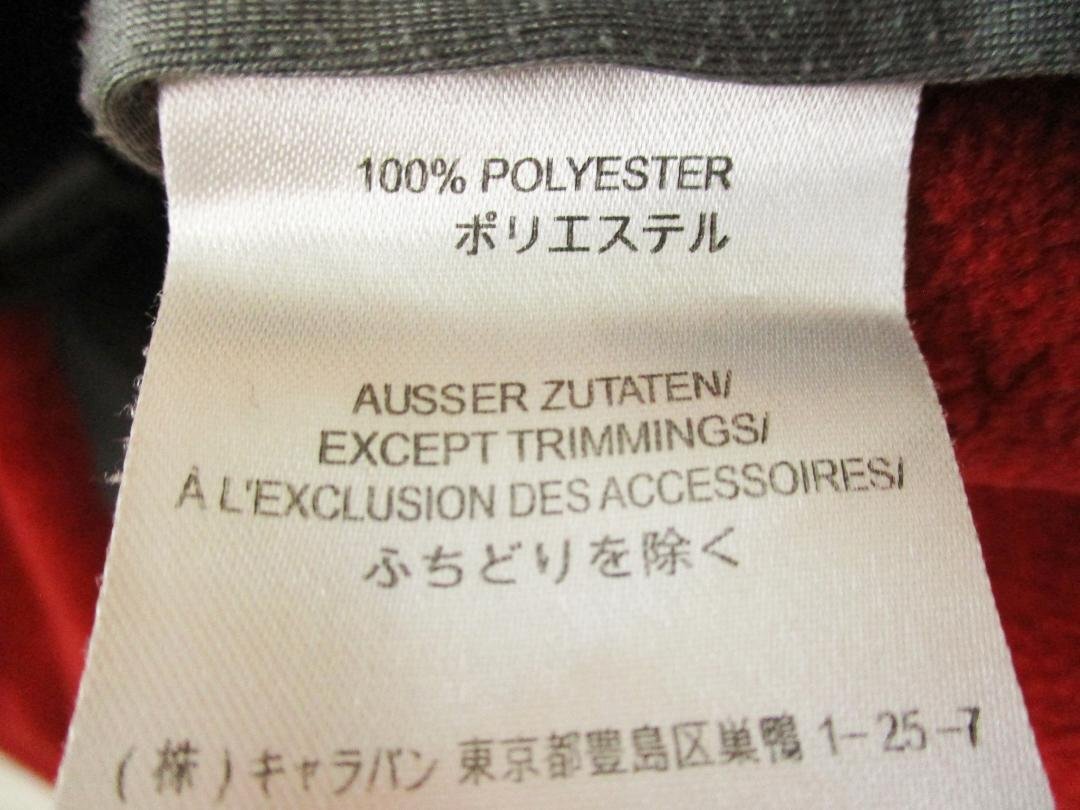 100% POLYESTER
ポリエステル
AUSSER ZUTATEN/
EXCEPT TRIMMINGS/
À L'EXCLUSION DES ACCESSOIRES/
ふちどりを除く
(株)キャラバン 東京都豊島区巣鴨 1-25-7